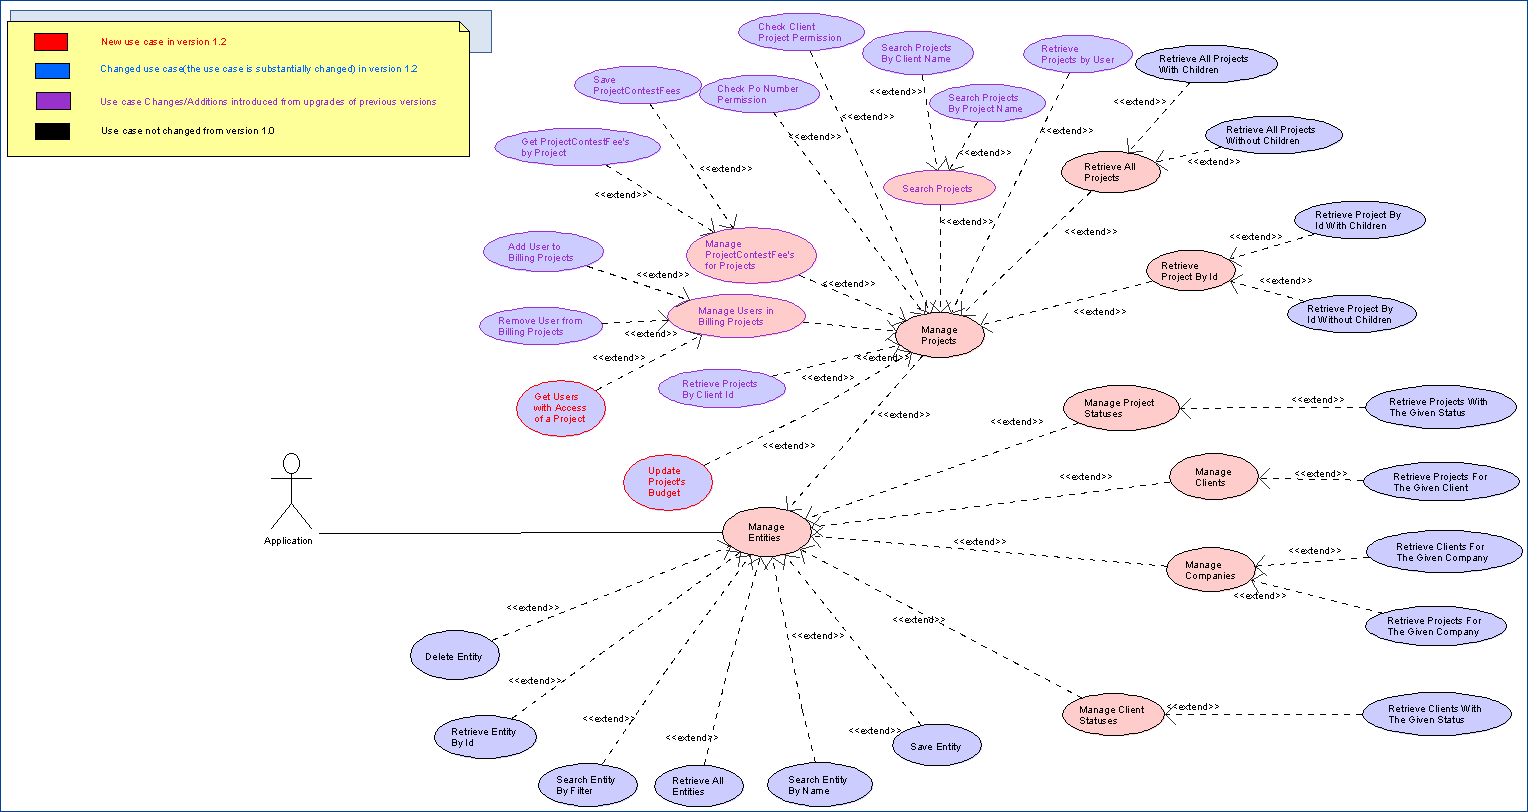 New use case in version 1.2
Changed use case(the use case is substantially changed) in version 1.2
Use case Changes/Additions introduced from upgrades of previous versions
Use case not changed from version 1.0
Check Client
Project Permission
Search Projects
By Client Name
Retrieve
Projects by User
Retrieve All Projects
With Children
Save
ProjectContestFees
Check Po Number
Permission
<<extend>>
Search Projects
By Project Name
<<extend>>
<<extend>>
<<extend>>
<<extend>>
Retrieve All Projects
Without Children
Get ProjectContestFee's
by Project
<<extend>>
<<extend>>
<<extend>>
Retrieve All
Projects
<<extend>>
Search Projects
<<extend>>
<<extend>>
<<extend>>
Retrieve Project By
Id With Children
<<extend>>
Add User to
Billing Projects
Manage
ProjectContestFee's
for Projects
Retrieve
Project By Id
<<extend>>
<<extend>>
<<extend>>
<<extend>>
Manage Users in
Billing Projects
Retrieve Project By
Id Without Children
Remove User from
Billing Projects
<<extend>>
Manage
Projects
<<extend>>
<<extend>>
<<extend>>
Retrieve Projects
By Client Id
Get Users
with Access
of a Project
<<extend>>
Manage Project
Statuses
<<extend>>
Retrieve Projects With
The Given Status
<<extend>>
<<extend>>
Update
Project's
Budget
Manage
Clients
<<extend>>
<<extend>>
Retrieve Projects For
The Given Client
Application
Manage
Entities
<<extend>>
<<extend>>
Retrieve Clients For
The Given Company
Manage
Companies
<<extend>>
<<extend>>
<<extend>>
<<extend>>
Retrieve Projects For
The Given Company
Delete Entity
<<extend>>
<<extend>>
Manage Client
Statuses
Retrieve Clients With
The Given Status
<<extend>>
<<extend>>
<<extend>>
Retrieve Entity
By Id
Save Entity
Search Entity
By Filter
Retrieve All
Entities
Search Entity
By Name